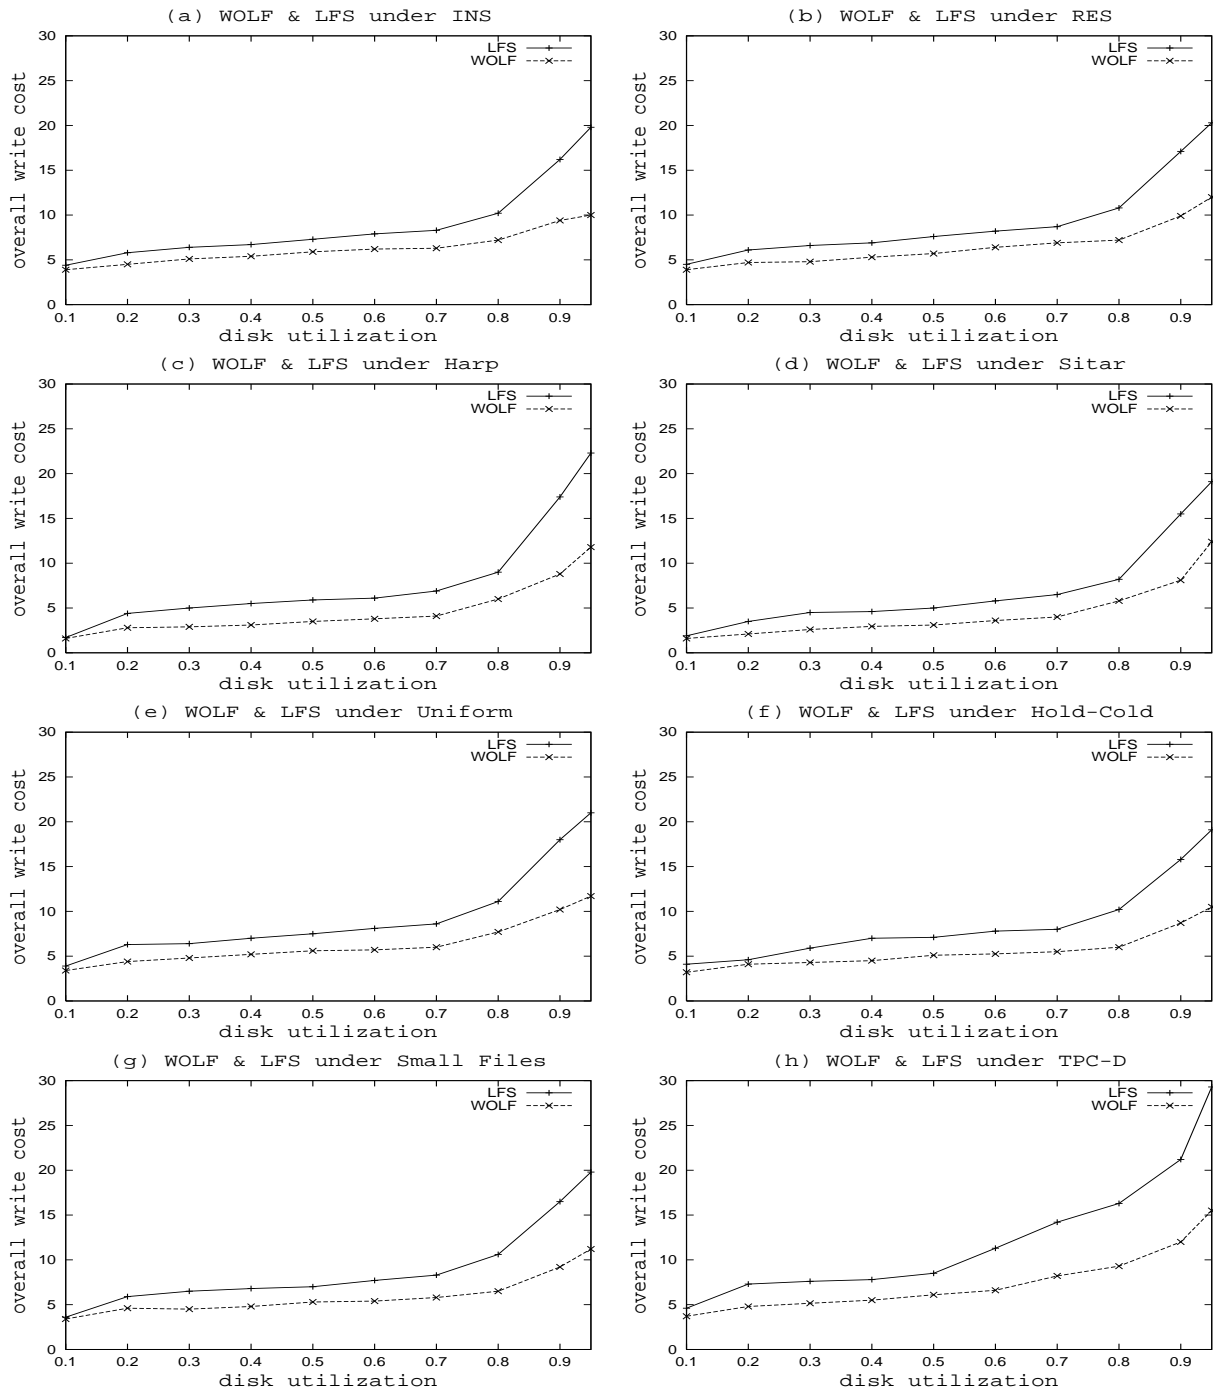 (a) WOLF & LFS under INS
30
25
20
15
10
5
0
overall write cost
LFS
WOLF
0.1 0.2 0.3 0.4 0.5 0.6 0.7 0.8 0.9
disk utilization
(b) WOLF & LFS under RES
30
25
20
15
10
5
0
overall write cost
LFS
WOLF
0.1 0.2 0.3 0.4 0.5 0.6 0.7 0.8 0.9
disk utilization
(c) WOLF & LFS under Harp
30
25
20
15
10
5
0
overall write cost
LFS
WOLF
0.1 0.2 0.3 0.4 0.5 0.6 0.7 0.8 0.9
disk utilization
(d) WOLF & LFS under Sitar
30
25
20
15
10
5
0
overall write cost
LFS
WOLF
0.1 0.2 0.3 0.4 0.5 0.6 0.7 0.8 0.9
disk utilization
(e) WOLF & LFS under Uniform
30
25
20
15
10
5
0
overall write cost
LFS
WOLF
0.1 0.2 0.3 0.4 0.5 0.6 0.7 0.8 0.9
disk utilization
(f) WOLF & LFS under Hold-Cold
30
25
20
15
10
5
0
overall write cost
LFS
WOLF
0.1 0.2 0.3 0.4 0.5 0.6 0.7 0.8 0.9
disk utilization
(g) WOLF & LFS under Small Files
30
25
20
15
10
5
0
overall write cost
LFS
WOLF
0.1 0.2 0.3 0.4 0.5 0.6 0.7 0.8 0.9
disk utilization
(h) WOLF & LFS under TPC-D
30
25
20
15
10
5
0
overall write cost
LFS
WOLF
0.1 0.2 0.3 0.4 0.5 0.6 0.7 0.8 0.9
disk utilization